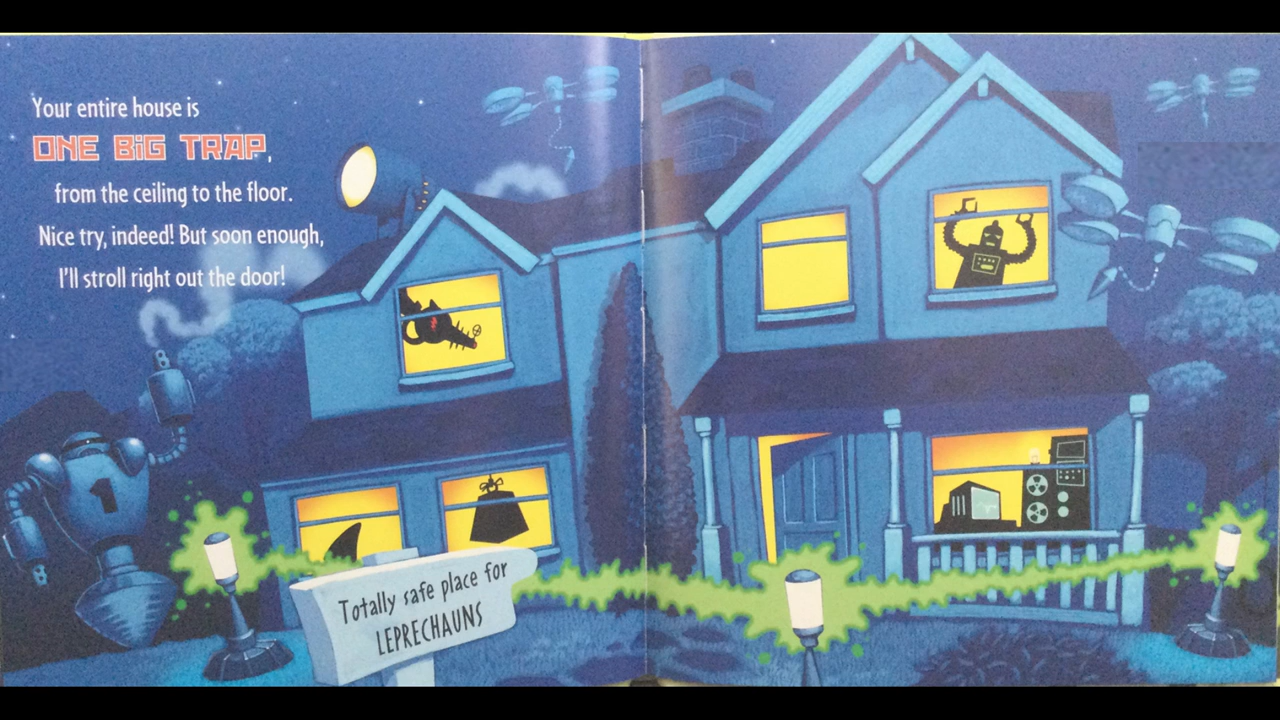 Your entire house is
ONE BiG TRAP,
from the ceiling to the floor.
Nice try, indeed! But soon enough,
I'll stroll right out the door!
1
Totally safe place for
LEPRECHAUNS